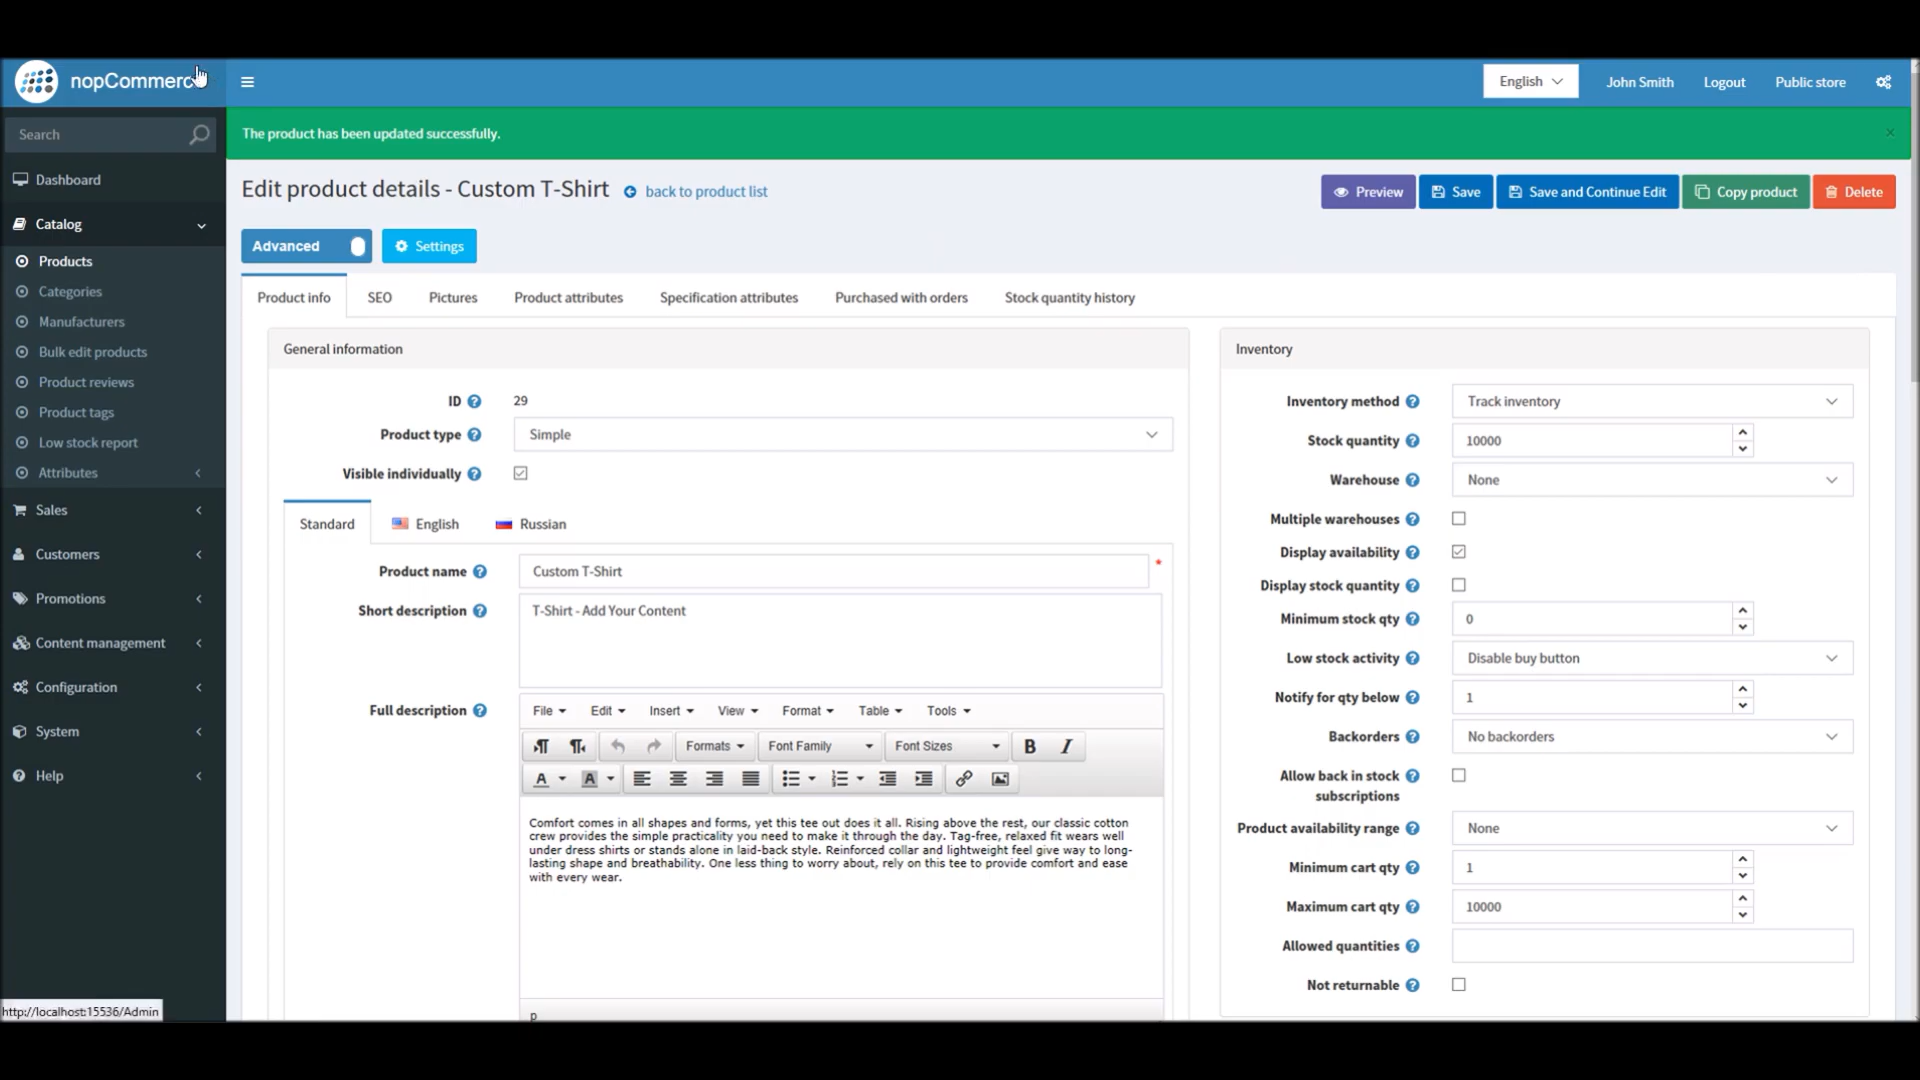 nopCommerc
English
John Smith
Logout
Public store
Search
The product has been updated successfully.
×
Dashboard
Edit product details - Custom T-Shirt
back to product list
Preview
Save
Save and Continue Edit
Copy product
Delete
Catalog
Advanced
Settings
Products
Categories
Manufacturers
Bulk edit products
Product reviews
Product tags
Low stock report
Attributes
Sales
Customers
Promotions
Content management
Configuration
System
Help
Product info
SEO
Pictures
Product attributes
Specification attributes
Purchased with orders
Stock quantity history
General information
ID
29
Product type
Simple
Visible individually
Standard
English
Russian
Product name
Custom T-Shirt
*
Short description
T-Shirt - Add Your Content
Full description
File
Edit
Insert
View
Format
Table
Tools
Formats
Font Family
Font Sizes
B
I
A
A
Comfort comes in all shapes and forms, yet this tee out does it all. Rising above the rest, our classic cotton
crew provides the simple practicality you need to make it through the day. Tag-free, relaxed fit wears well
under dress shirts or stands alone in laid-back style. Reinforced collar and lightweight feel give way to long-
lasting shape and breathability. One less thing to worry about, rely on this tee to provide comfort and ease
with every wear.
p
Inventory
Inventory method
Track inventory
Stock quantity
10000
Warehouse
None
Multiple warehouses
Display availability
Display stock quantity
Minimum stock qty
0
Low stock activity
Disable buy button
Notify for qty below
1
Backorders
No backorders
Allow back in stock
subscriptions
Product availability range
None
Minimum cart qty
1
Maximum cart qty
10000
Allowed quantities
Not returnable
http://localhost:15536/Admin